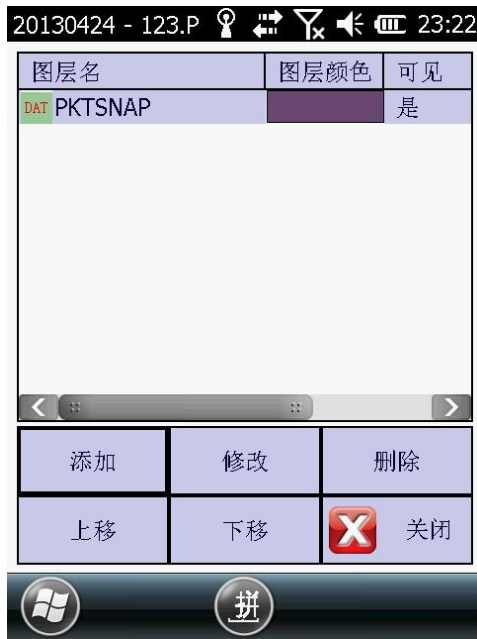 20130424 - 123.P 23:22
图层名 图层颜色 可见
DAT PKTSNAP 是
添加 修改 删除
上移 下移 关闭
拼